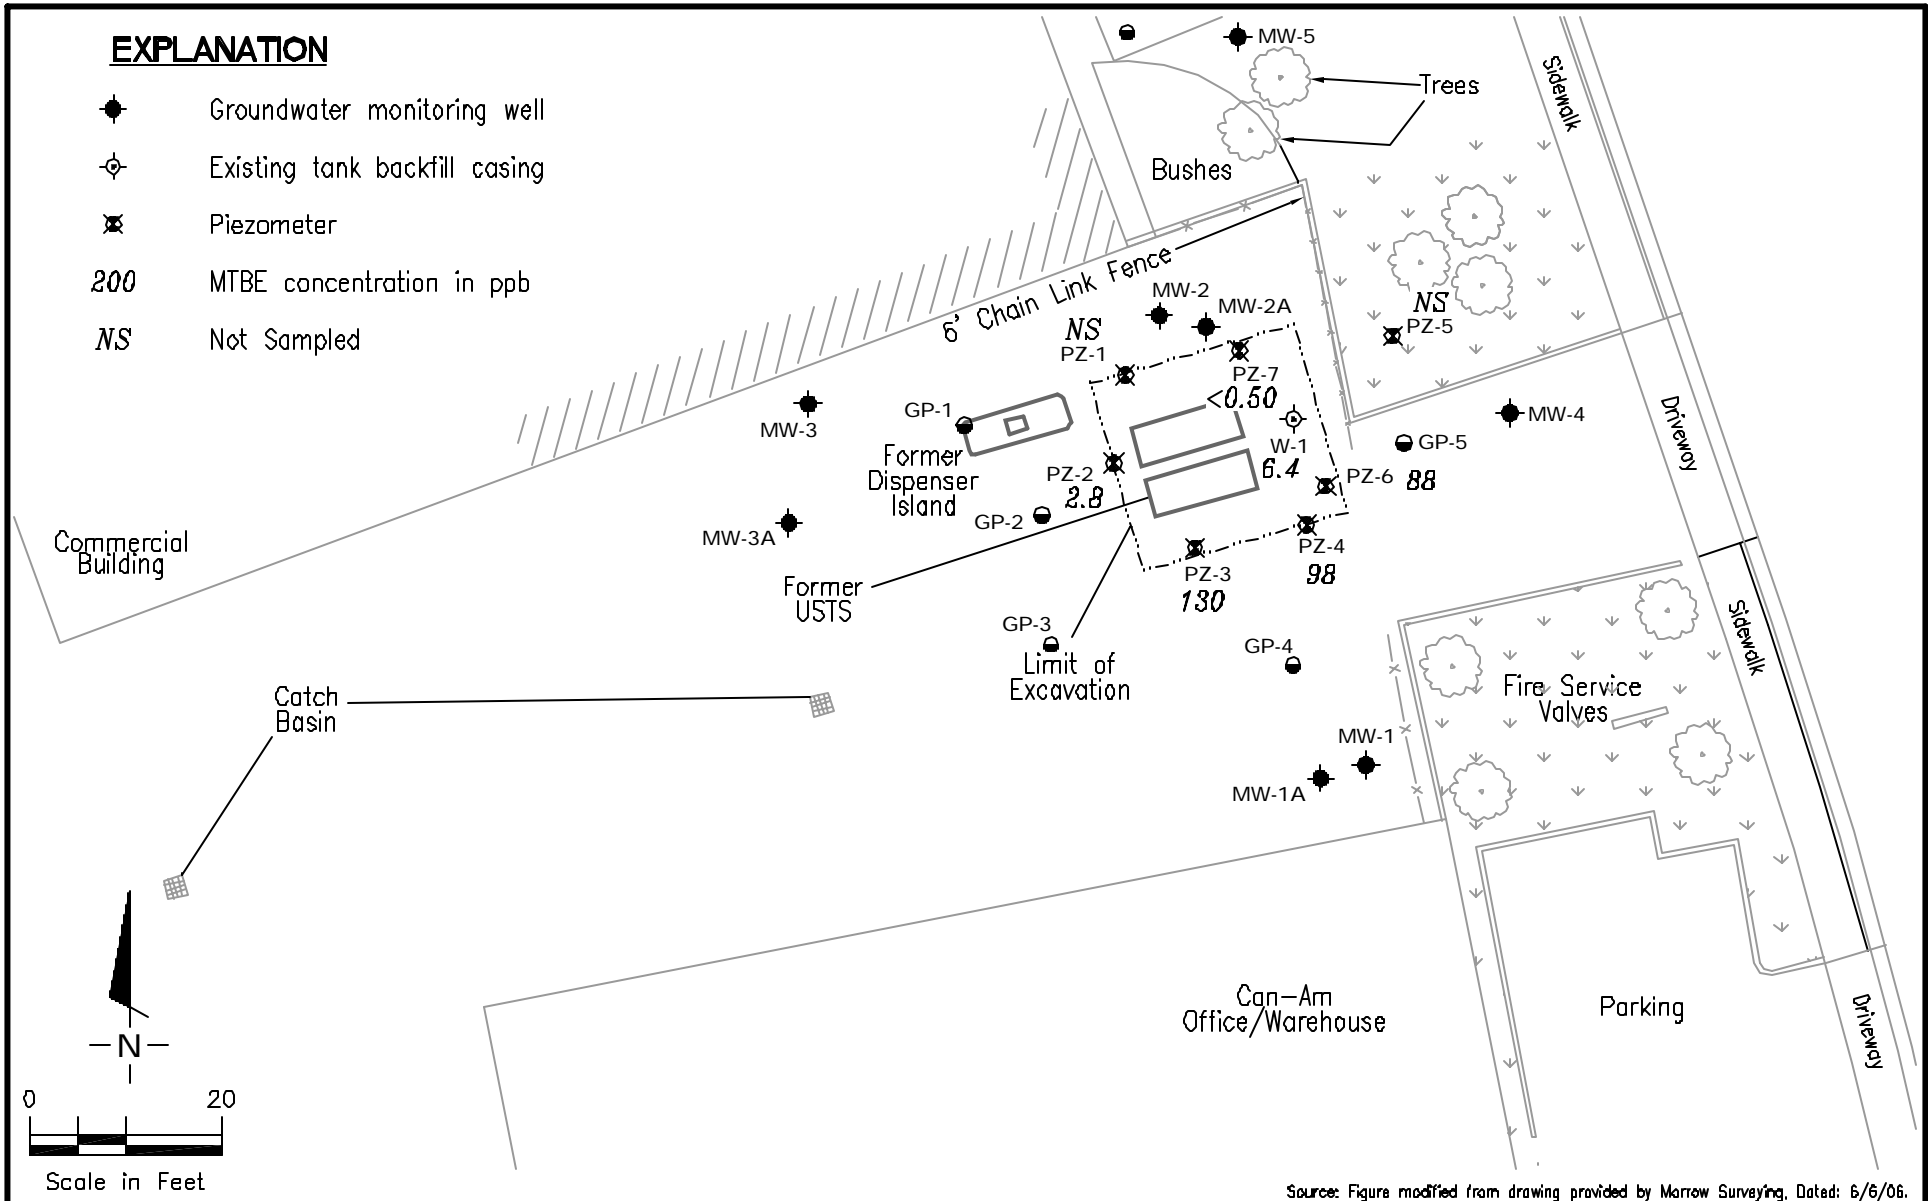 EXPLANATION
Groundwater monitoring well
Existing tank backfill casing
Piezometer
200 MTBE concentration in ppb
NS Not Sampled
MW-5
Trees
Sidewalk
Bushes
6' Chain Link Fence
MW-2
MW-2A
NS
PZ-5
NS
PZ-1
PZ-7
<0.50
MW-3
GP-1
Former
Dispenser
Island
W-1
6.4
PZ-2
2.8
GP-5
MW-4
Driveway
PZ-6 88
GP-2
MW-3A
Commercial
Building
PZ-4
98
PZ-3
130
Former
USTS
GP-3
Limit of
Excavation
GP-4
Sidewalk
Fire Service
Valves
Catch
Basin
MW-1
MW-1A
Can-Am
Office/Warehouse
Parking
Driveway
N
0 20
Scale in Feet
Source: Figure modified from drawing provided by Morrow Surveying, Dated: 6/6/06.